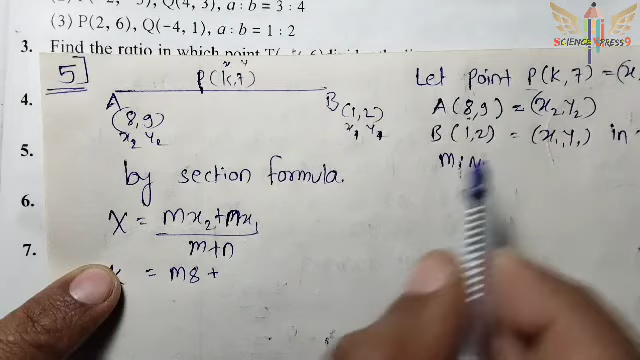 (3) P(2, 6), Q(-4, 1), a : b = 1 : 2
3. Find the ratio in which point
SCIENCE XPRESS9
5]
x y
P(k,7)
A
(8,9)
x2 y2
B (1,2)
x1 y1
Let point P(k,7) = (x,
A (8,9) = (x2,y2)
B (1,2) = (x1,y1) in
m:n
4.
5.
by section formula.
6.
X = mx2 + nx1
m+n
7.
= m8 +